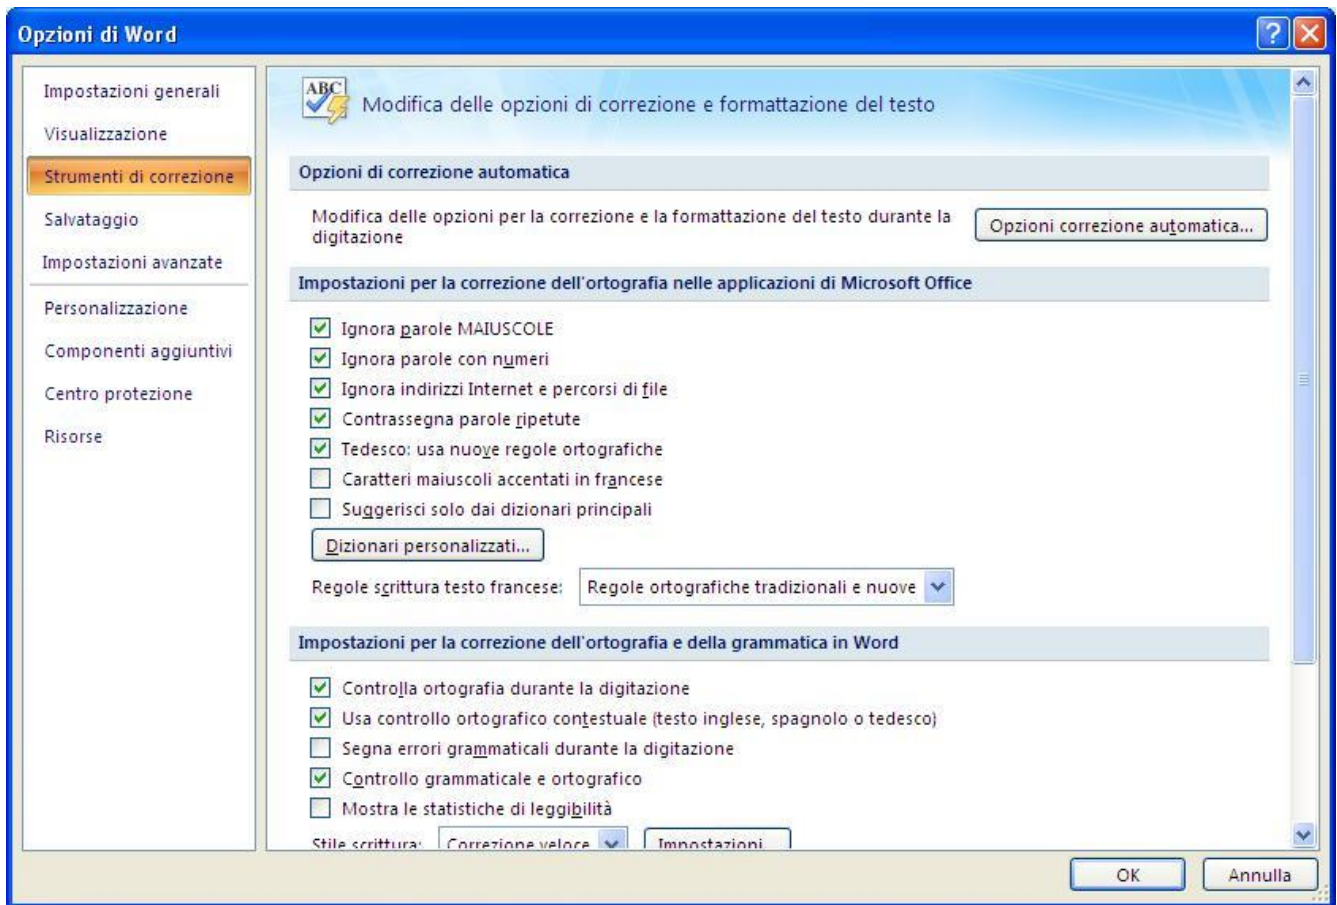 Opzioni di Word
Impostazioni generali
Visualizzazione
Strumenti di correzione
Salvataggio
Impostazioni avanzate
Personalizzazione
Componenti aggiuntivi
Centro protezione
Risorse
ABC
Modifica delle opzioni di correzione e formattazione del testo
Opzioni di correzione automatica
Modifica delle opzioni per la correzione e la formattazione del testo durante la
digitazione
Opzioni correzione automatica...
Impostazioni per la correzione dell'ortografia nelle applicazioni di Microsoft Office
Ignora parole MAIUSCOLE
Ignora parole con numeri
Ignora indirizzi Internet e percorsi di file
Contrassegna parole ripetute
Tedesco: usa nuove regole ortografiche
Caratteri maiuscoli accentati in francese
Suggerisci solo dai dizionari principali
Dizionari personalizzati...
Regole scrittura testo francese: Regole ortografiche tradizionali e nuove
Impostazioni per la correzione dell'ortografia e della grammatica in Word
Controlla ortografia durante la digitazione
Usa controllo ortografico contestuale (testo inglese, spagnolo o tedesco)
Segna errori grammaticali durante la digitazione
Controllo grammaticale e ortografico
Mostra le statistiche di leggibilità
Stile scrittura: Correzione veloce Impostazioni...
OK Annulla